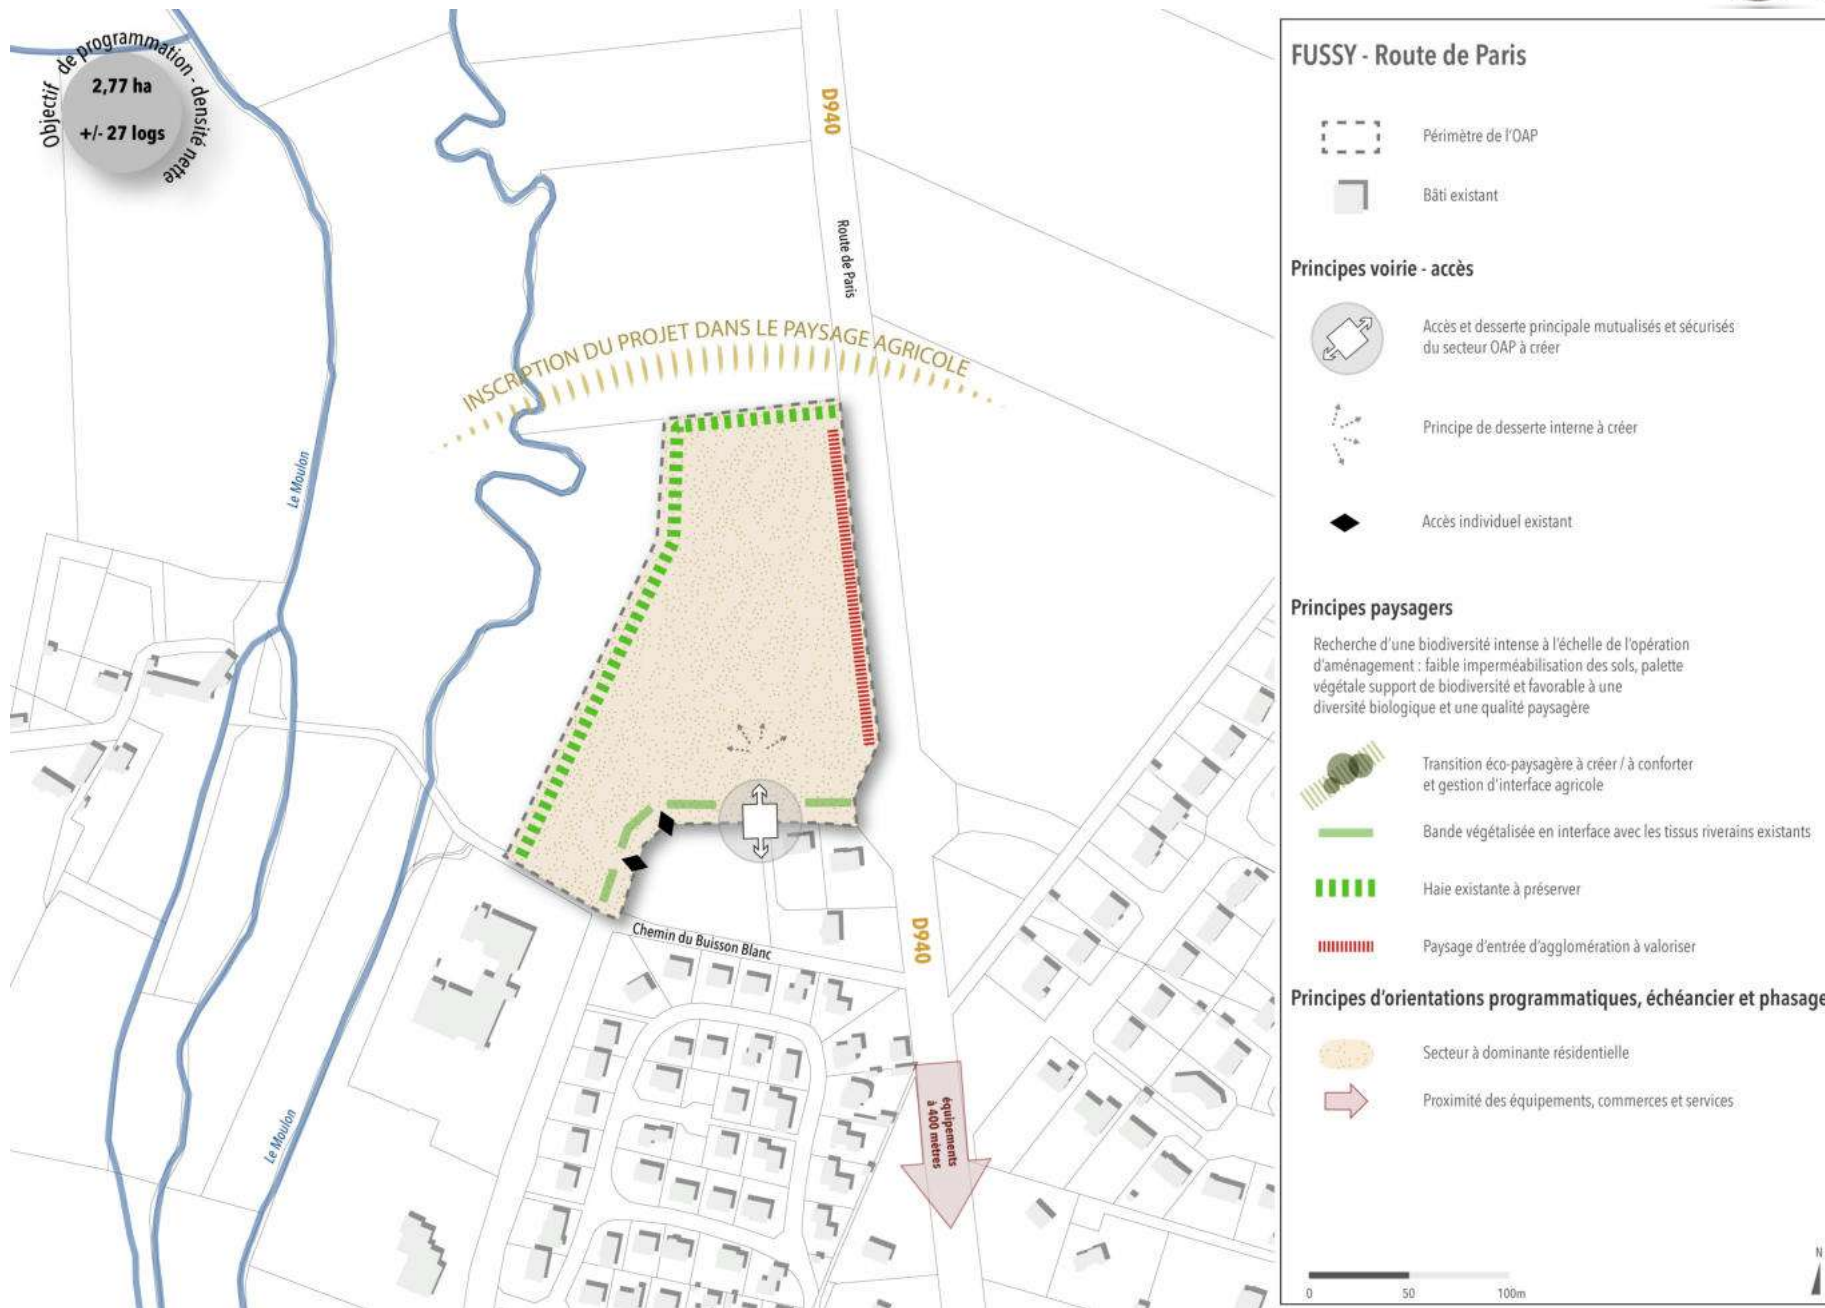 Objectif de programmation - densité nette
2,77 ha
+/- 27 logs
D940
Route de Paris
INSCRIPTION DU PROJET DANS LE PAYSAGE AGRICOLE
Le Moulon
Chemin du Buisson Blanc
D940
Le Moulon
équipements
à 400 mètres
FUSSY - Route de Paris
Périmètre de l'OAP
Bâti existant
Principes voirie - accès
Accès et desserte principale mutualisés et sécurisés
du secteur OAP à créer
Principe de desserte interne à créer
Accès individuel existant
Principes paysagers
Recherche d'une biodiversité intense à l'échelle de l'opération
d'aménagement : faible imperméabilisation des sols, palette
végétale support de biodiversité et favorable à une
diversité biologique et une qualité paysagère
Transition éco-paysagère à créer / à conforter
et gestion d'interface agricole
Bande végétalisée en interface avec les tissus riverains existants
Haie existante à préserver
Paysage d'entrée d'agglomération à valoriser
Principes d'orientations programmatiques, échéancier et phasage
Secteur à dominante résidentielle
Proximité des équipements, commerces et services
0 50 100m
N